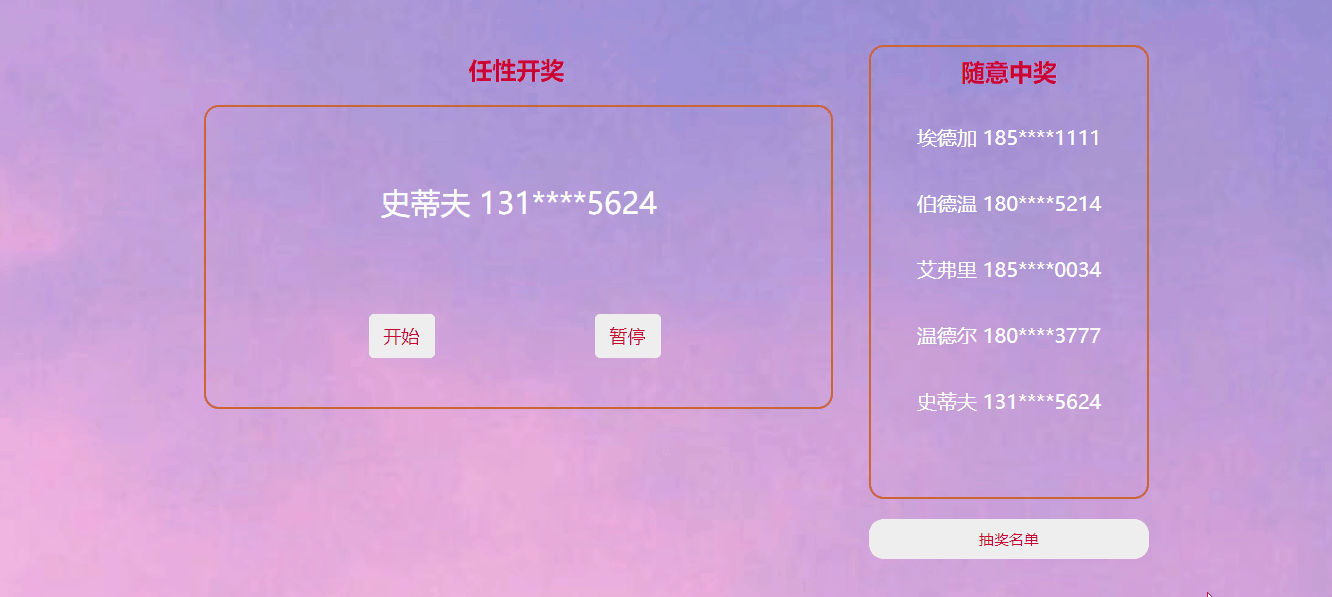 任性开奖
史蒂夫 131****5624
开始
暂停
随意中奖
埃德加 185****1111
伯德温 180****5214
艾弗里 185****0034
温德尔 180****3777
史蒂夫 131****5624
抽奖名单